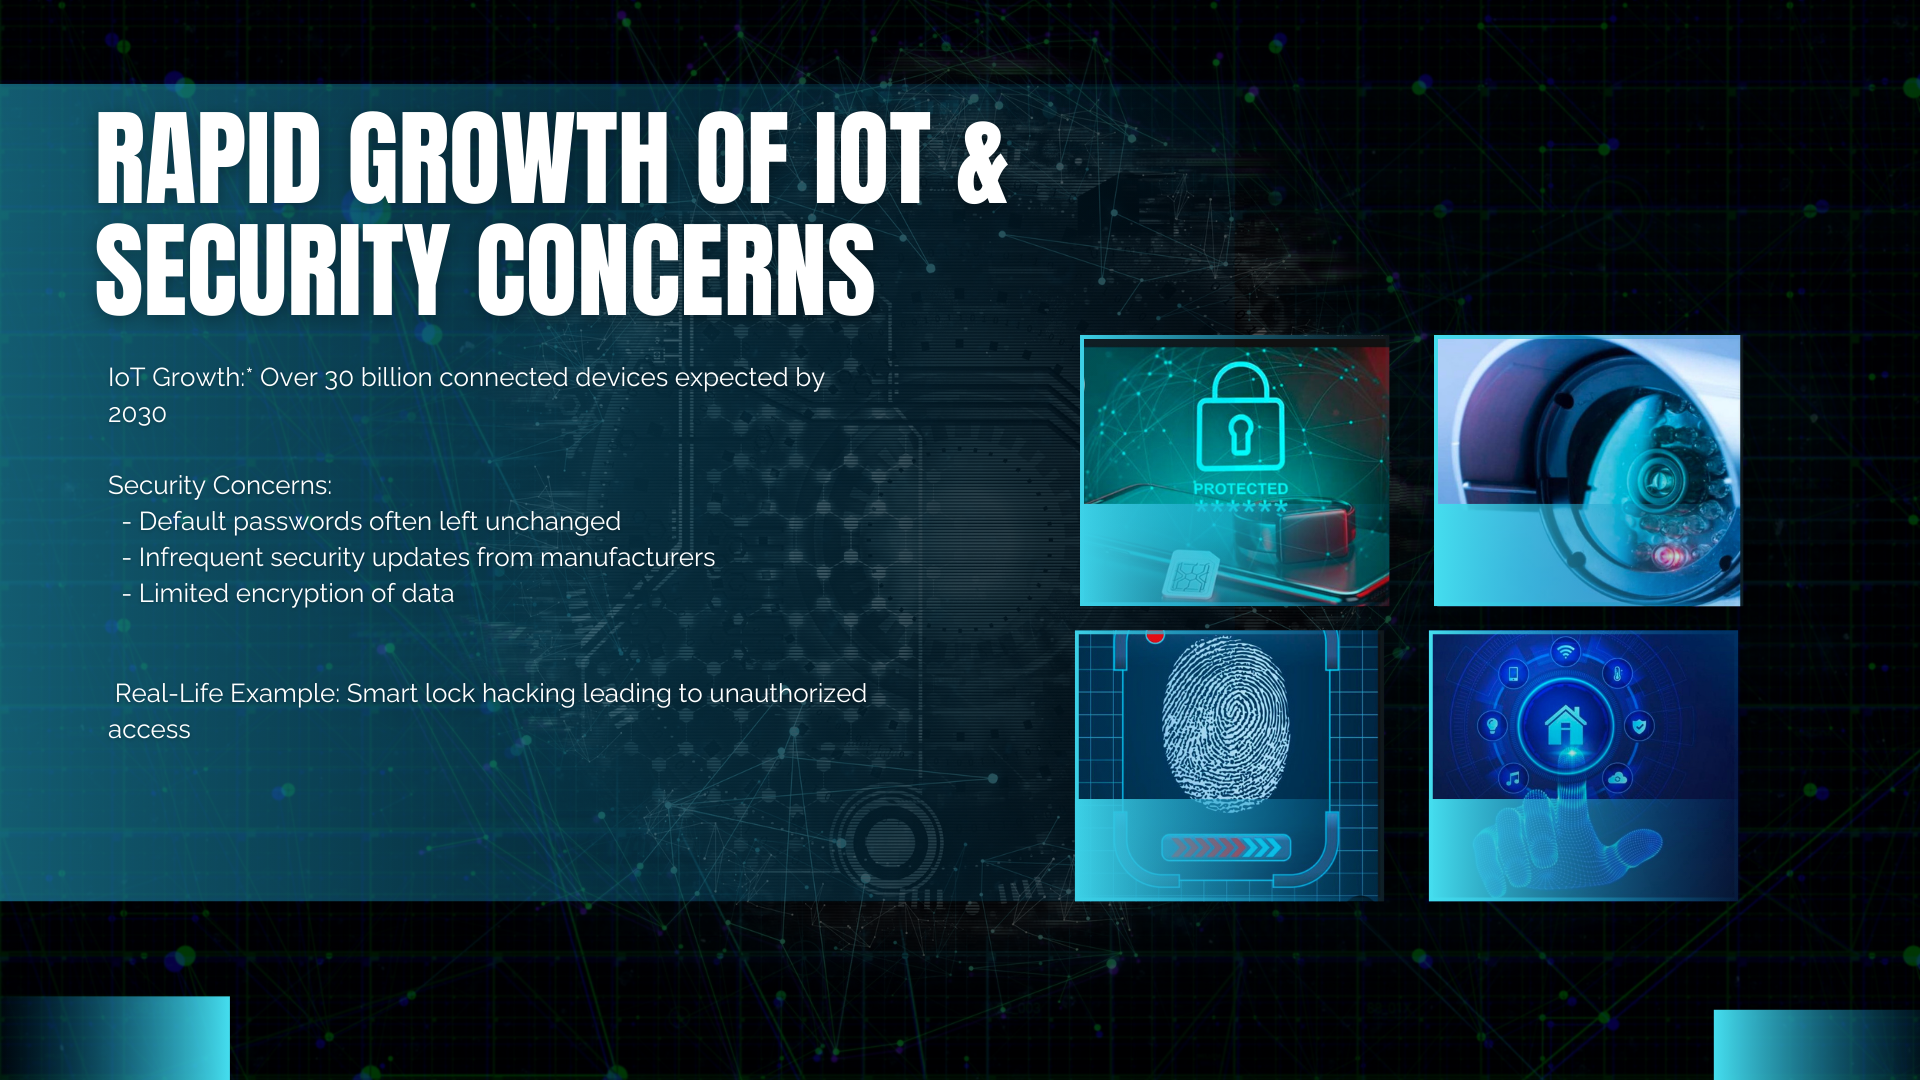 RAPID GROWTH OF IOT &
SECURITY CONCERNS
IoT Growth:* Over 30 billion connected devices expected by
2030
Security Concerns:
- Default passwords often left unchanged
- Infrequent security updates from manufacturers
- Limited encryption of data
Real-Life Example: Smart lock hacking leading to unauthorized
access
PROTECTED
******